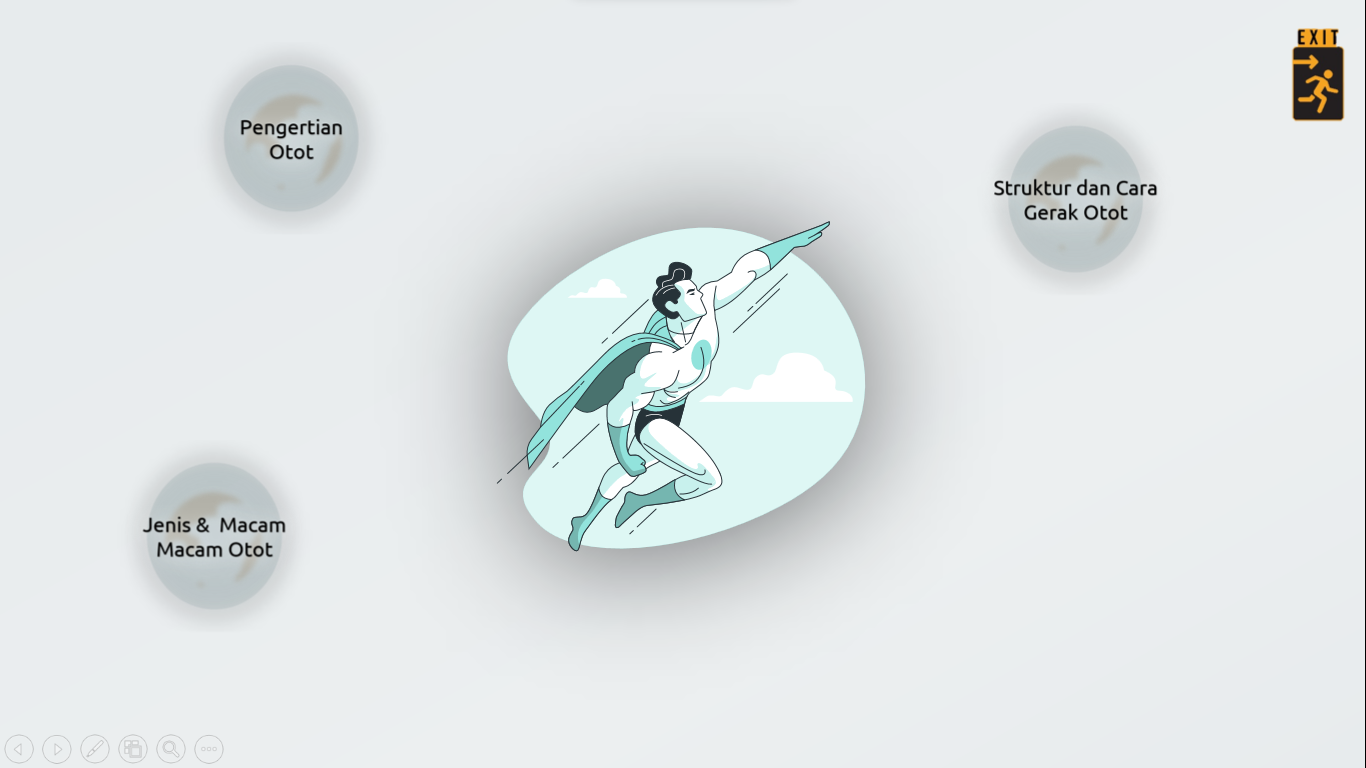 EXIT
Pengertian
Otot
Struktur dan Cara
Gerak Otot
Jenis &  Macam
Macam Otot